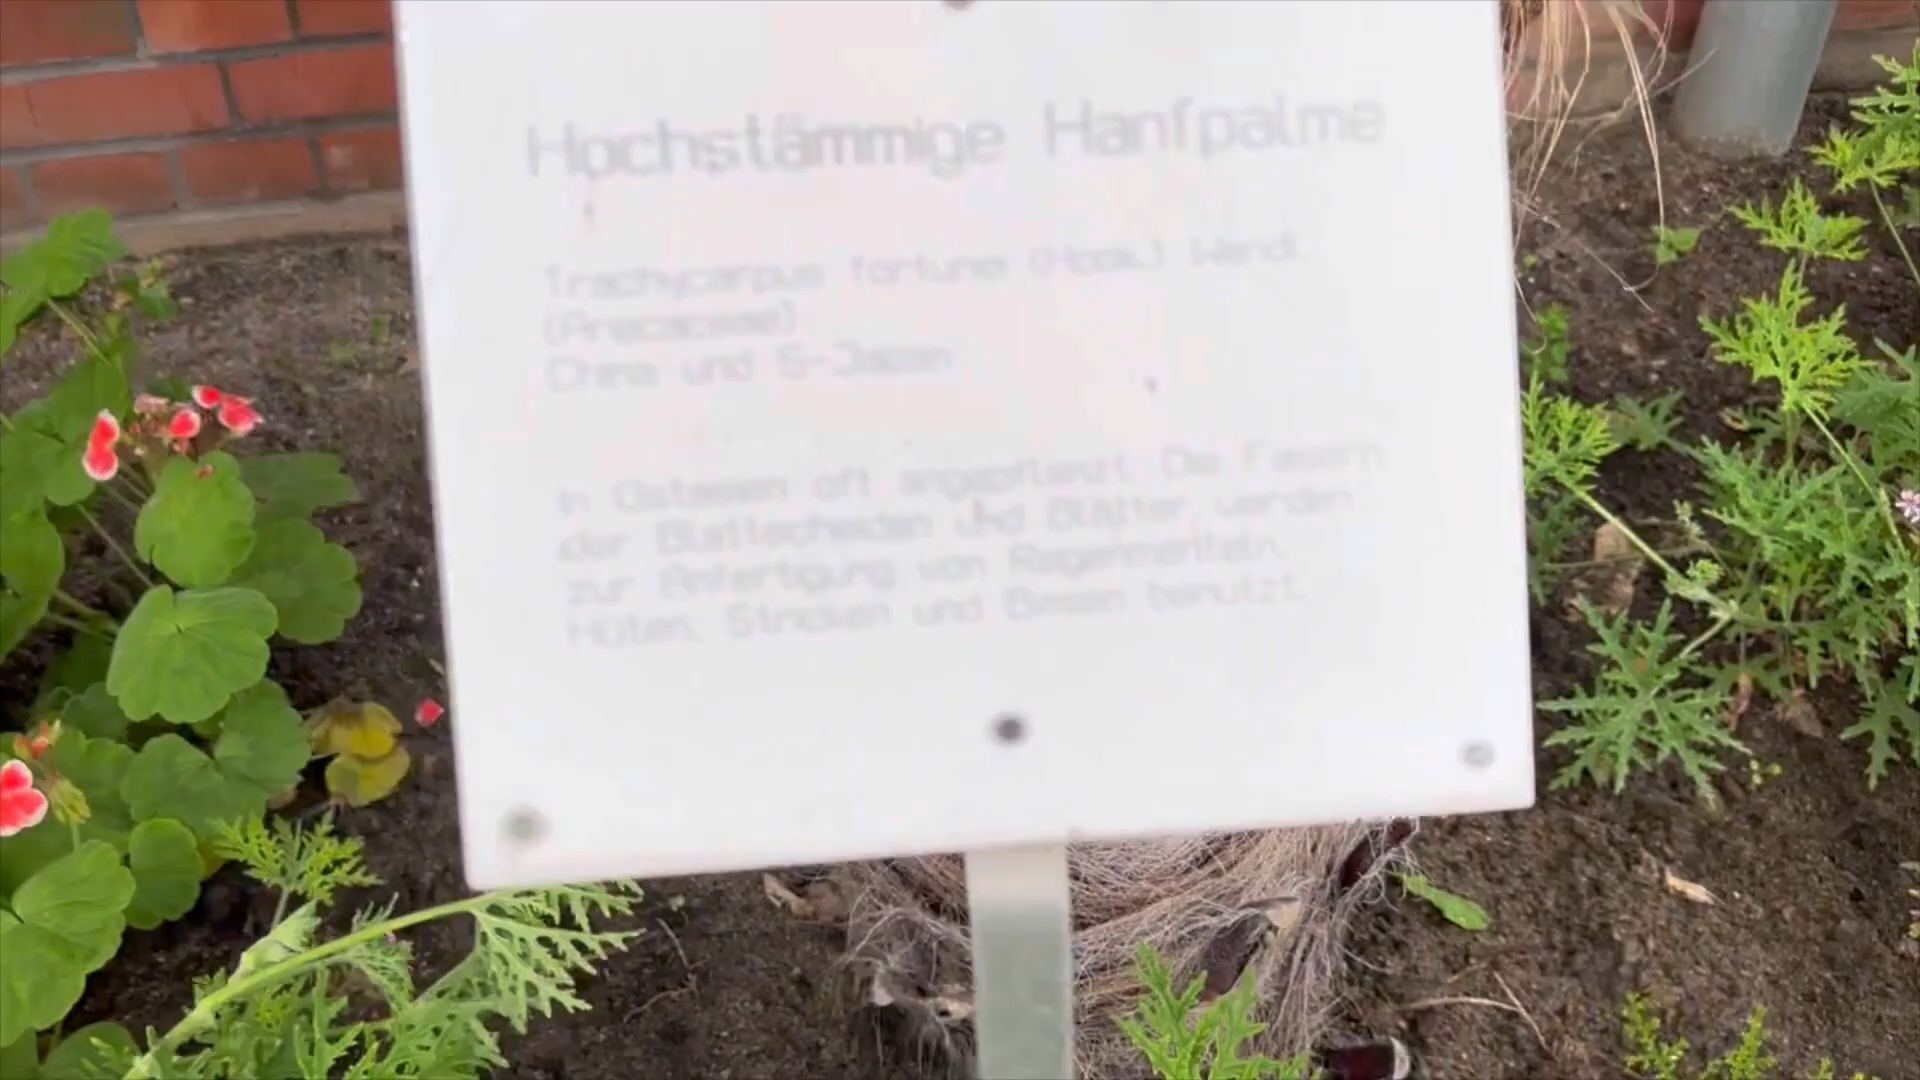 Hochstämmige Hanfpalme
Trachycarpus fortunei (Hook.) Wendl.
(Arecaceae)
China und S-Japan
In Ostasien oft angepflanzt. Die Fasern
der Blattscheiden und Blätter werden
zur Anfertigung von Regenmänteln,
Hüten, Stricken und Besen benutzt.